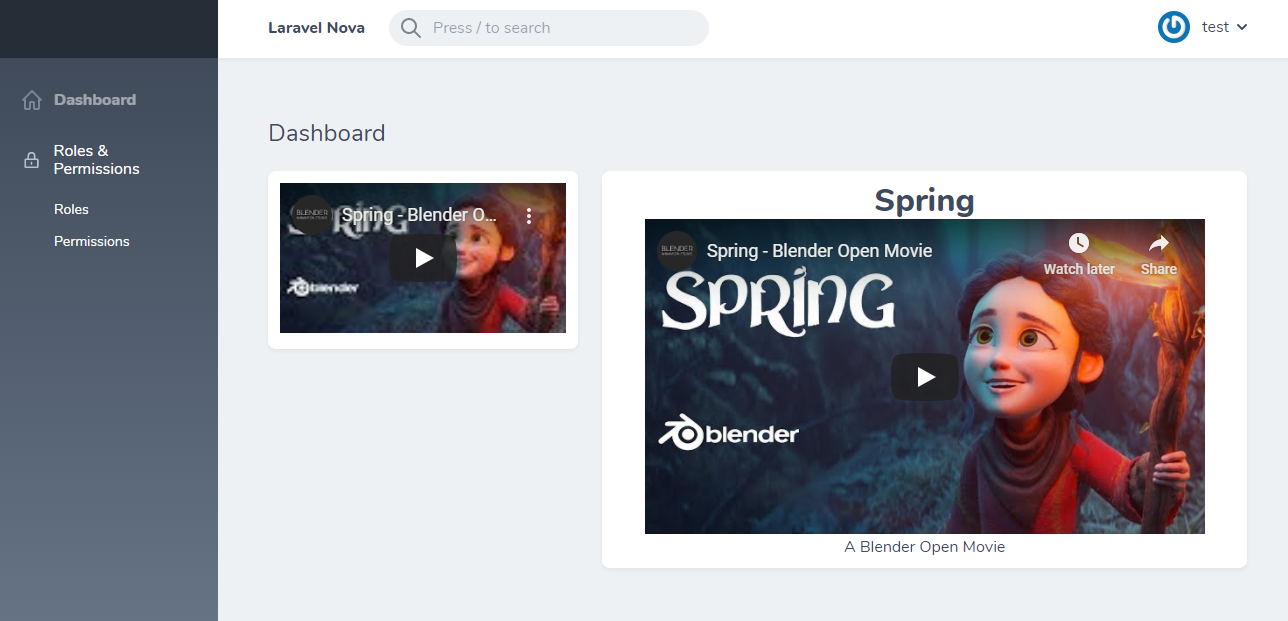 Laravel Nova
Press / to search
test
Dashboard
Roles &
Permissions
Roles
Permissions
Dashboard
BLENDER
Spring - Blender O...
SPRING
blender
Spring
BLENDER
Spring - Blender Open Movie
Watch later
Share
SPRING
blender
A Blender Open Movie